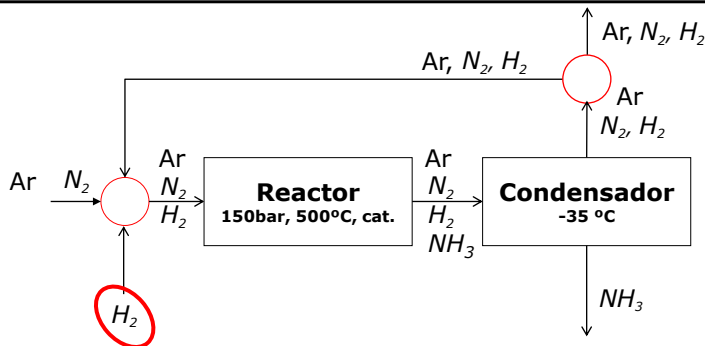 Ar, N₂, H₂
Ar, N₂, H₂
Ar
N₂, H₂
Ar N₂
Ar
N₂
H₂
Reactor
150bar, 500ºC, cat.
Ar
N₂
H₂
NH₃
Condensador
-35 ºC
H₂
NH₃